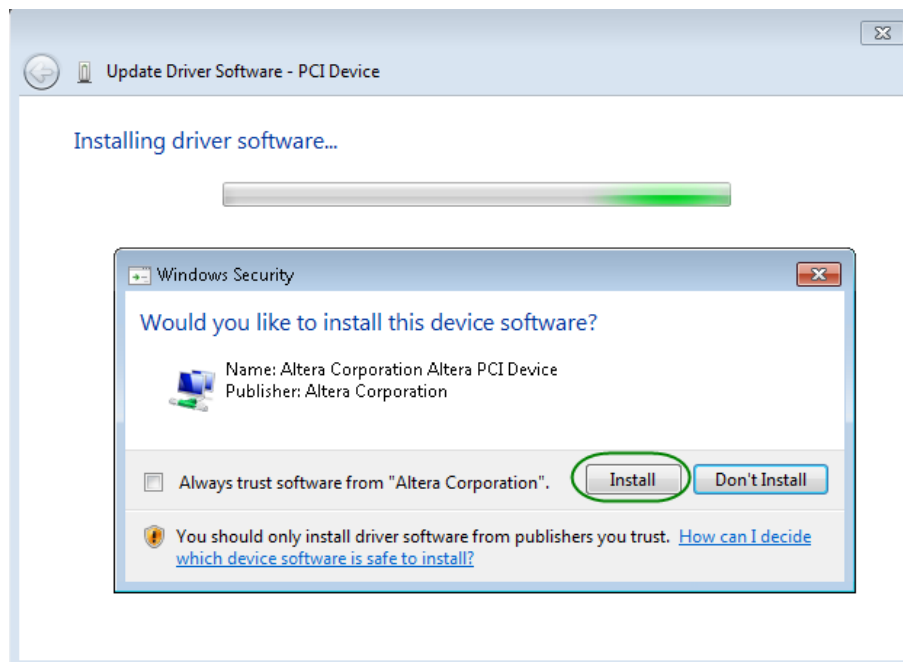 Update Driver Software - PCI Device
Installing driver software...
Windows Security
Would you like to install this device software?
Name: Altera Corporation Altera PCI Device
Publisher: Altera Corporation
Always trust software from "Altera Corporation".
Install
Don't Install
You should only install driver software from publishers you trust. How can I decide
which device software is safe to install?